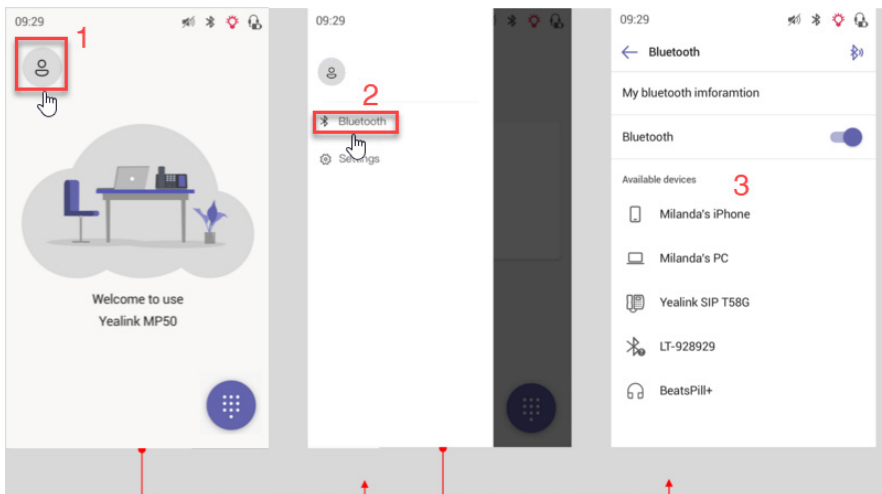 09:29
1
Welcome to use
Yealink MP50
09:29
2
Bluetooth
Settings
09:29
Bluetooth
My bluetooth imforamtion
Bluetooth
Available devices
3
Milanda's iPhone
Milanda's PC
Yealink SIP T58G
LT-928929
BeatsPill+